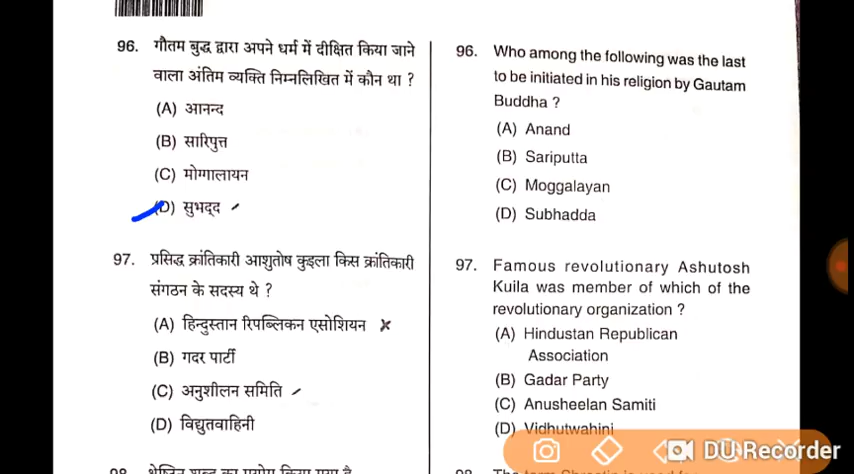 96. गौतम बुद्ध द्वारा अपने धर्म में दीक्षित किया जाने
वाला अंतिम व्यक्ति निम्नलिखित में कौन था ?
(A) आनन्द
(B) सारिपुत्त
(C) मोग्गालायन
(D) सुभद्द
97. प्रसिद्ध क्रांतिकारी आशुतोष कुइला किस क्रांतिकारी
संगठन के सदस्य थे ?
(A) हिन्दुस्तान रिपब्लिकन एसोशियन
(B) गदर पार्टी
(C) अनुशीलन समिति
(D) विद्युतवाहिनी
96. Who among the following was the last
to be initiated in his religion by Gautam
Buddha ?
(A) Anand
(B) Sariputta
(C) Moggalayan
(D) Subhadda
97. Famous revolutionary Ashutosh
Kuila was member of which of the
revolutionary organization ?
(A) Hindustan Republican
Association
(B) Gadar Party
(C) Anusheelan Samiti
(D) Vidhutwahini
DU Recorder